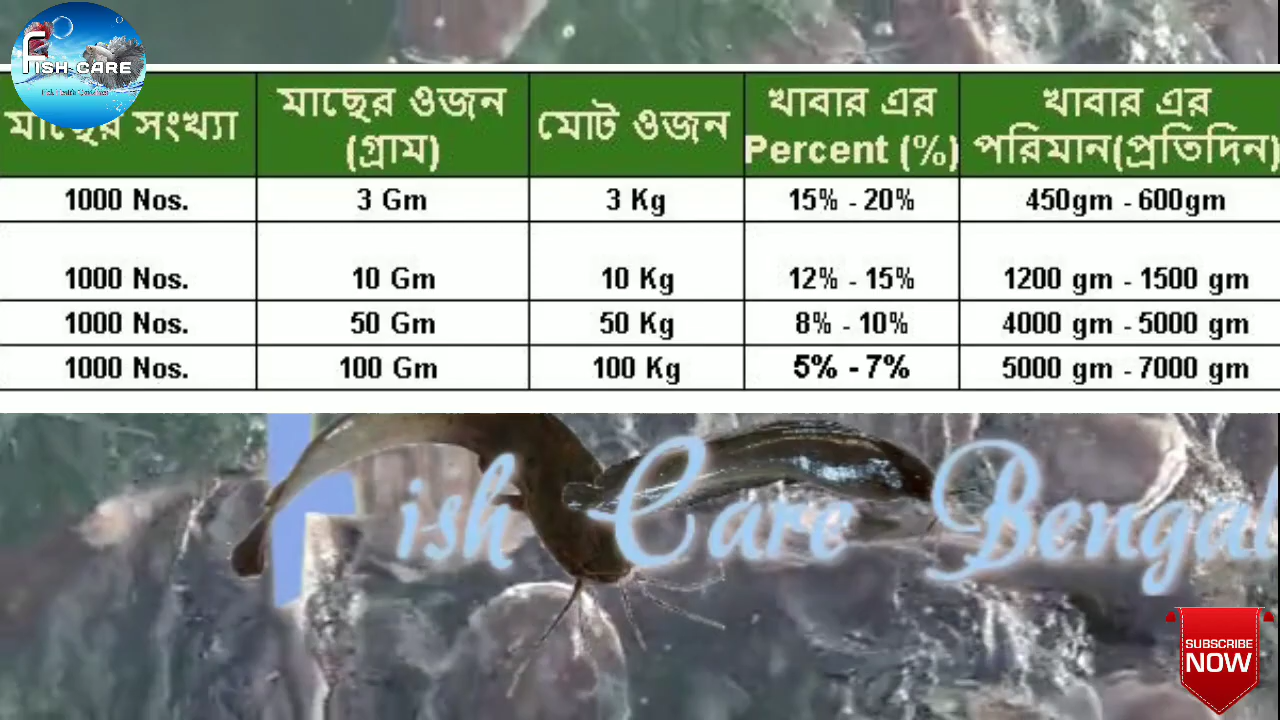 FISH CARE
মাছের সংখ্যা মাছের ওজন (গ্রাম) মোট ওজন খাবার এর Percent (%) খাবার এর পরিমান(প্রতিদিন)
1000 Nos. 3 Gm 3 Kg 15% - 20% 450gm - 600gm
1000 Nos. 10 Gm 10 Kg 12% - 15% 1200 gm - 1500 gm
1000 Nos. 50 Gm 50 Kg 8% - 10% 4000 gm - 5000 gm
1000 Nos. 100 Gm 100 Kg 5% - 7% 5000 gm - 7000 gm
Fish Care Bengal
SUBSCRIBE
NOW